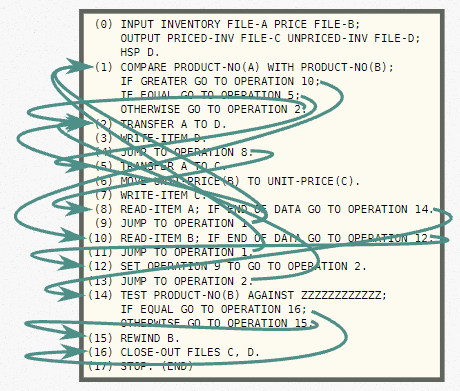 (0) INPUT INVENTORY FILE-A PRICE FILE-B;
OUTPUT PRICED-INV FILE-C UNPRICED-INV FILE-D;
HSP D.
(1) COMPARE PRODUCT-NO(A) WITH PRODUCT-NO(B);
IF GREATER GO TO OPERATION 10;
IF EQUAL GO TO OPERATION 5;
OTHERWISE GO TO OPERATION 2.
(2) TRANSFER A TO D.
(3) WRITE-ITEM D.
(4) JUMP TO OPERATION 8.
(5) TRANSFER A TO C.
(6) MOVE UNIT-PRICE(B) TO UNIT-PRICE(C).
(7) WRITE-ITEM C.
(8) READ-ITEM A; IF END OF DATA GO TO OPERATION 14.
(9) JUMP TO OPERATION 1.
(10) READ-ITEM B; IF END OF DATA GO TO OPERATION 12.
(11) JUMP TO OPERATION 1.
(12) SET OPERATION 9 TO GO TO OPERATION 2.
(13) JUMP TO OPERATION 2.
(14) TEST PRODUCT-NO(B) AGAINST ZZZZZZZZZZZZ;
IF EQUAL GO TO OPERATION 16;
OTHERWISE GO TO OPERATION 15.
(15) REWIND B.
(16) CLOSE-OUT FILES C, D.
(17) STOP. (END)